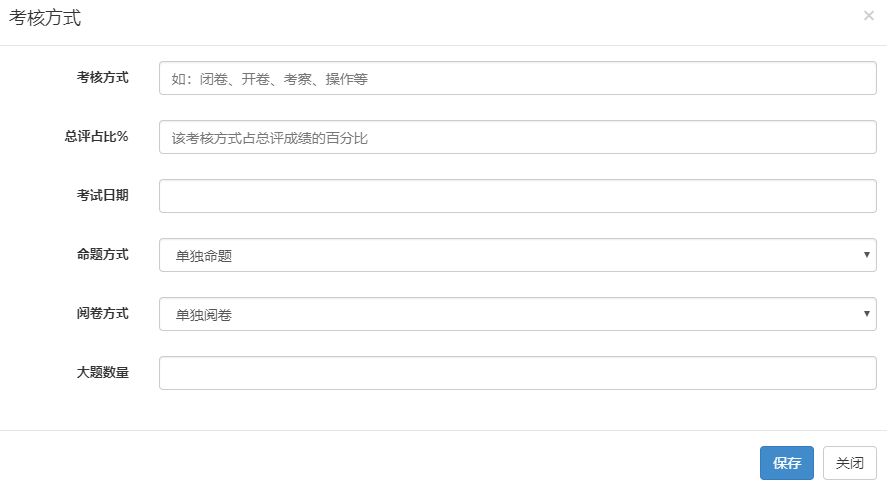 考核方式
×
考核方式
如：闭卷、开卷、考察、操作等
总评占比%
该考核方式占总评成绩的百分比
考试日期
命题方式
单独命题
阅卷方式
单独阅卷
大题数量
保存
关闭